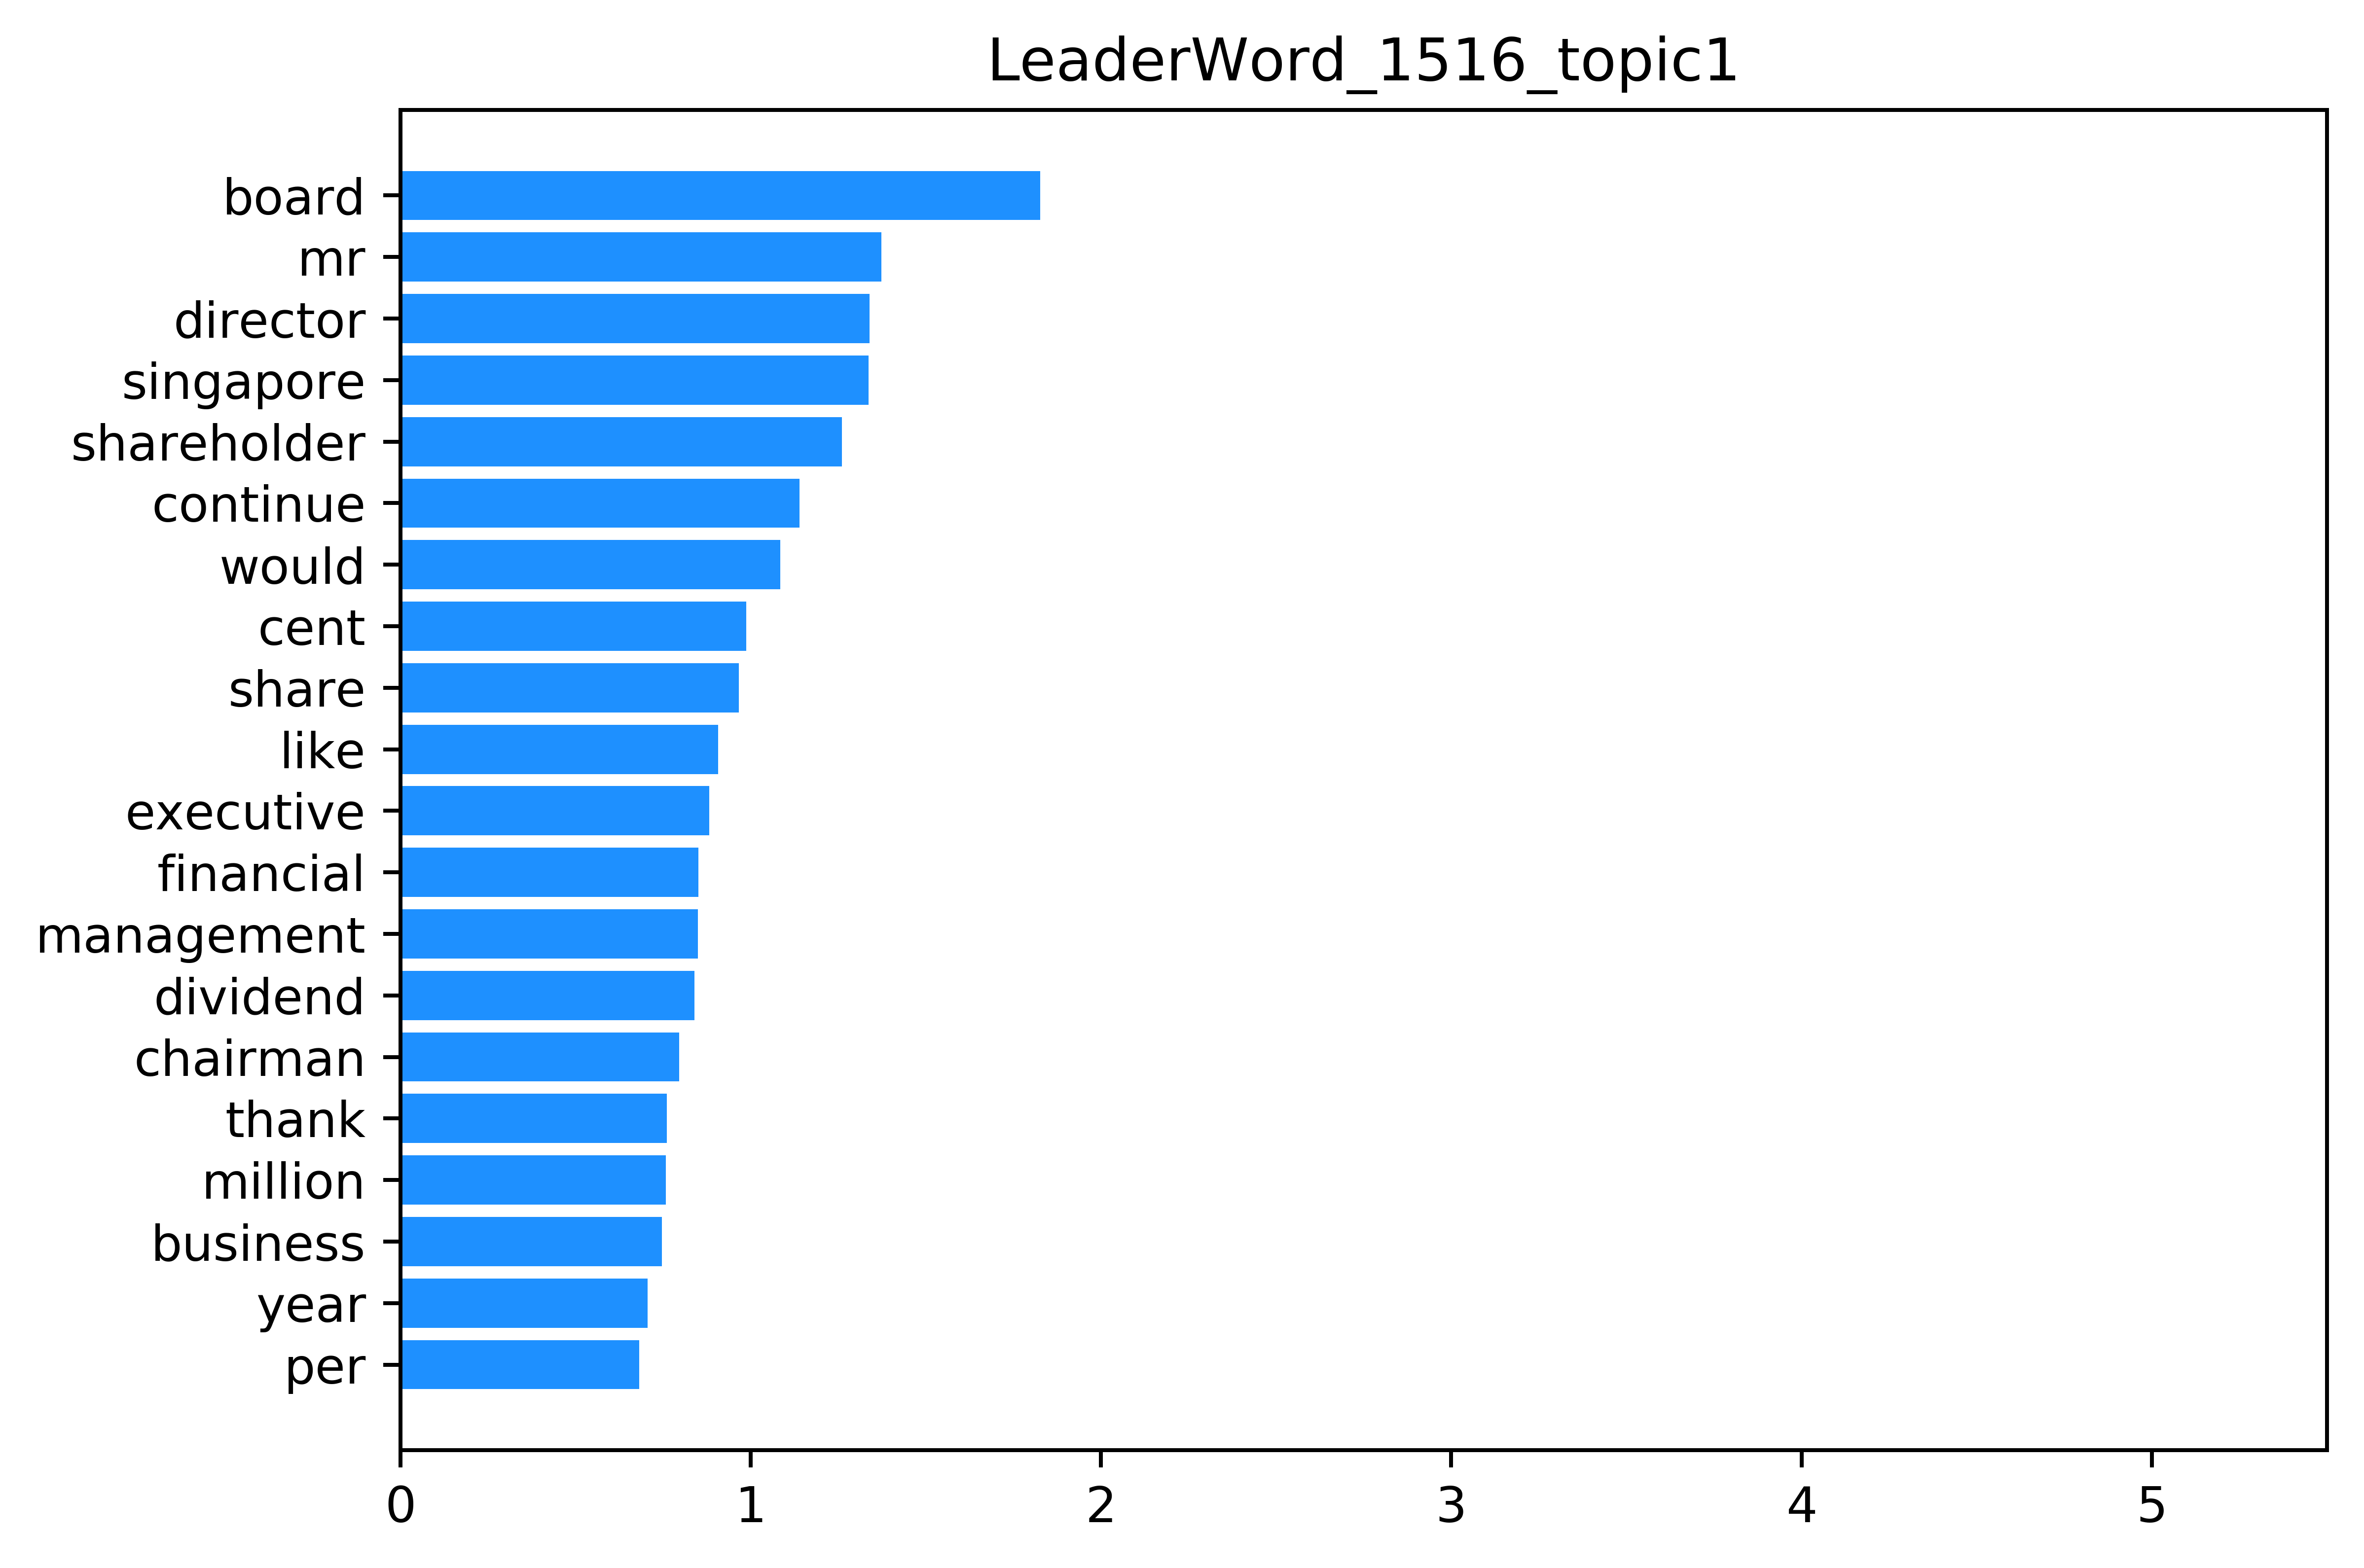 LeaderWord_1516_topic1
board
mr
director
singapore
shareholder
continue
would
cent
share
like
executive
financial
management
dividend
chairman
thank
million
business
year
per
0 1 2 3 4 5